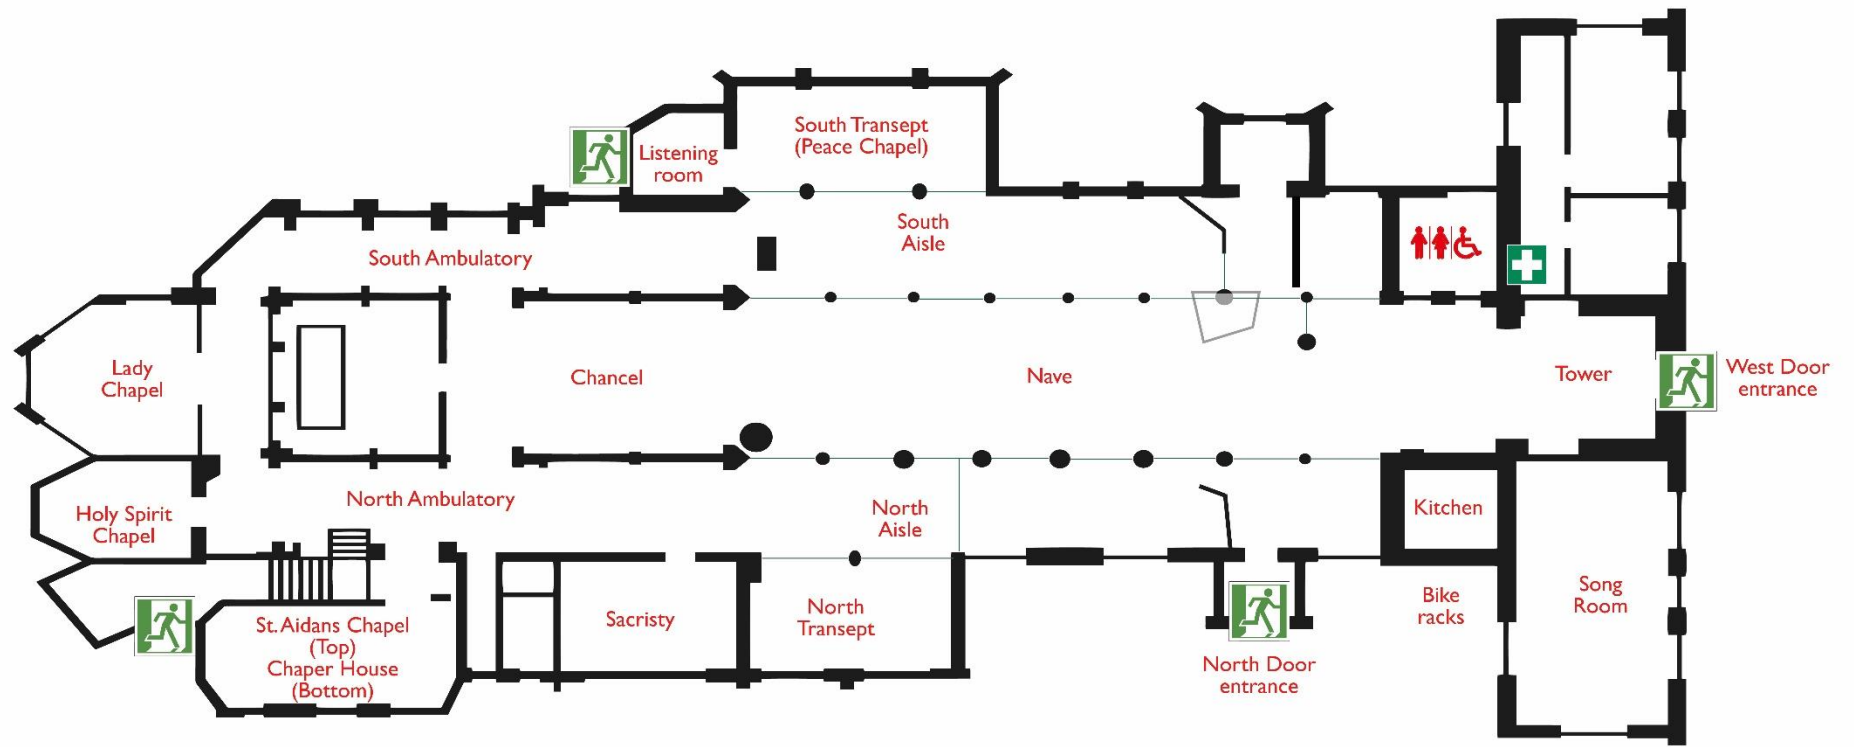 South Transept
(Peace Chapel)
Listening
room
South
Aisle
South Ambulatory
Lady
Chapel
Chancel
Nave
Tower
West Door
entrance
North Ambulatory
Holy Spirit
Chapel
North
Aisle
Kitchen
St. Aidans Chapel
(Top)
Chaper House
(Bottom)
Sacristy
North
Transept
North Door
entrance
Bike
racks
Song
Room